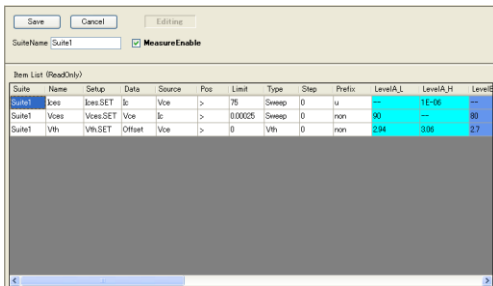 Save Cancel Editing
SuiteName Suite1 MeasureEnable
Item List (ReadOnly)
Suite Name Setup Data Source Pos Limit Type Step Prefix LevelA_L LevelA_H LevelE
Suite1 Ices Ices.SET Ic Vce > 75 Sweep 0 u --- 1E-06 ---
Suite1 Vces Vces.SET Vce Ic > 0.00025 Sweep 0 non 90 --- 80
Suite1 Vth Vth.SET Offset Vce > 0 Vth 0 non 2.94 3.06 2.7